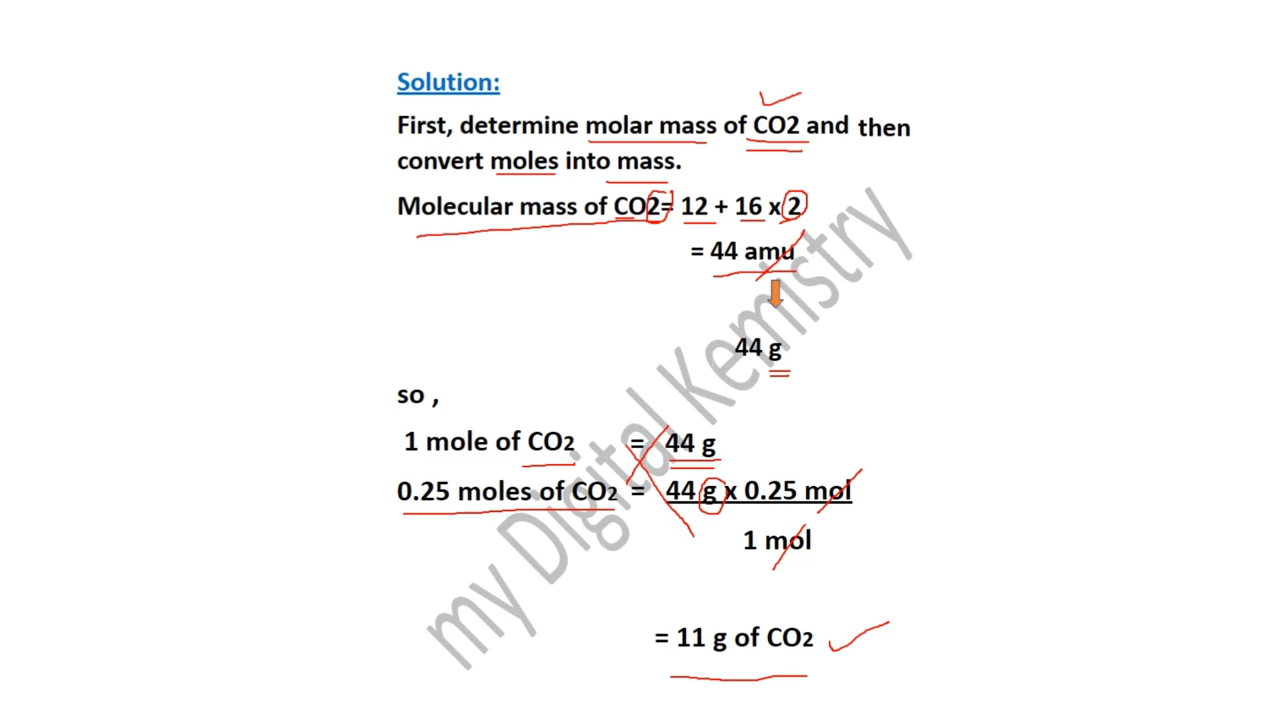 Solution:
First, determine molar mass of CO2 and then
convert moles into mass.
Molecular mass of CO2= 12 + 16 x 2
= 44 amu
44 g
so ,
1 mole of CO2 = 44 g
0.25 moles of CO2 = 44 g x 0.25 mol
1 mol
= 11 g of CO2
my Digital Kemistry